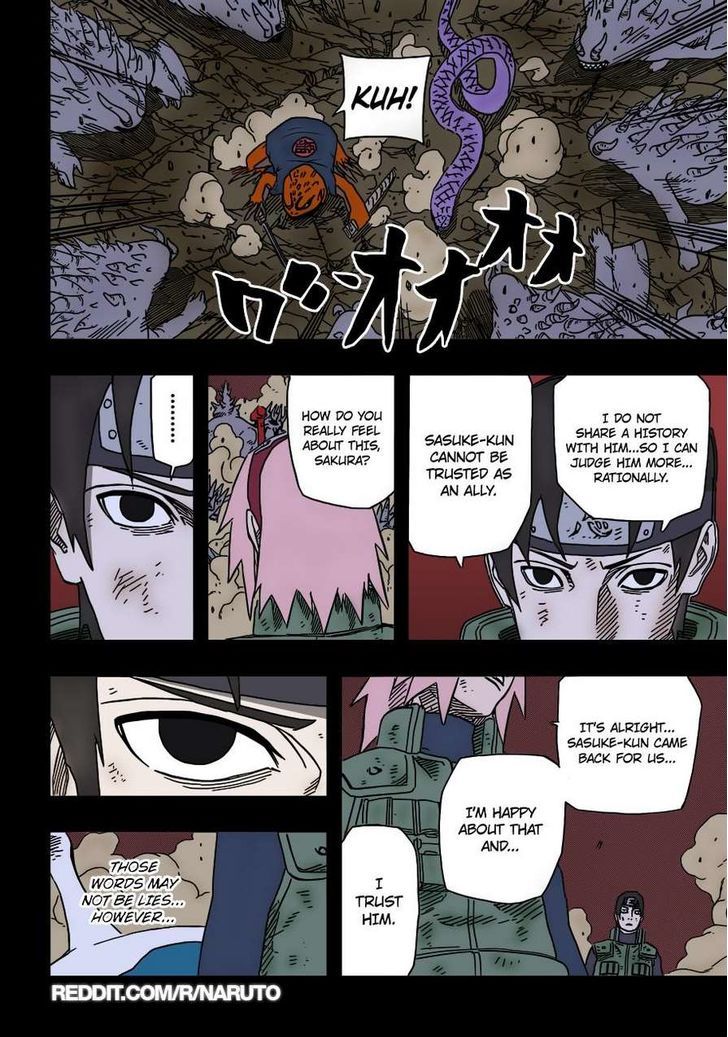 KUH!
ズオオオオ
I DO NOT
SHARE A HISTORY
WITH HIM...SO I CAN
JUDGE HIM MORE...
RATIONALLY.
SASUKE-KUN
CANNOT BE
TRUSTED AS
AN ALLY.
HOW DO YOU
REALLY FEEL
ABOUT THIS,
SAKURA?
.........
IT'S ALRIGHT...
SASUKE-KUN CAME
BACK FOR US...
I'M HAPPY
ABOUT THAT
AND...
I
TRUST
HIM.
THOSE
WORDS MAY
NOT BE LIES...
HOWEVER...
REDDIT.COM/R/NARUTO